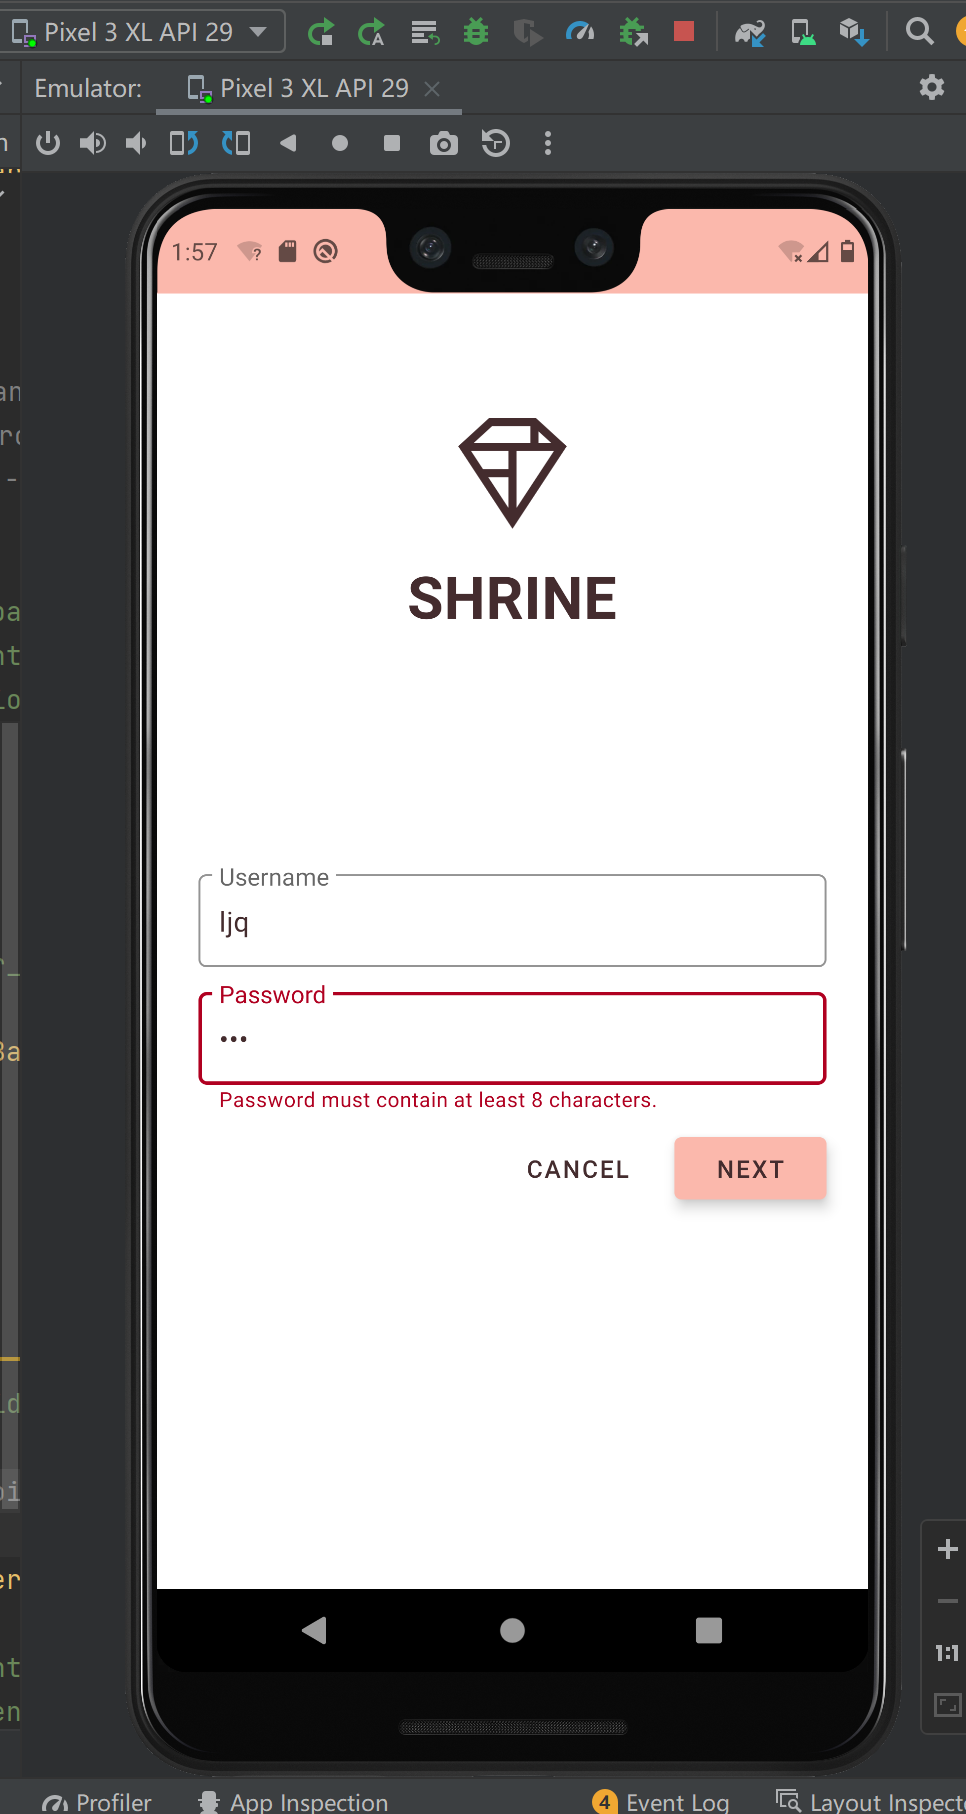 Pixel 3 XL API 29
Emulator:
Pixel 3 XL API 29
1:57
SHRINE
Username
ljq
Password
•••
Password must contain at least 8 characters.
CANCEL
NEXT
1:1
Profiler
App Inspection
4
Event Log
Layout Inspect